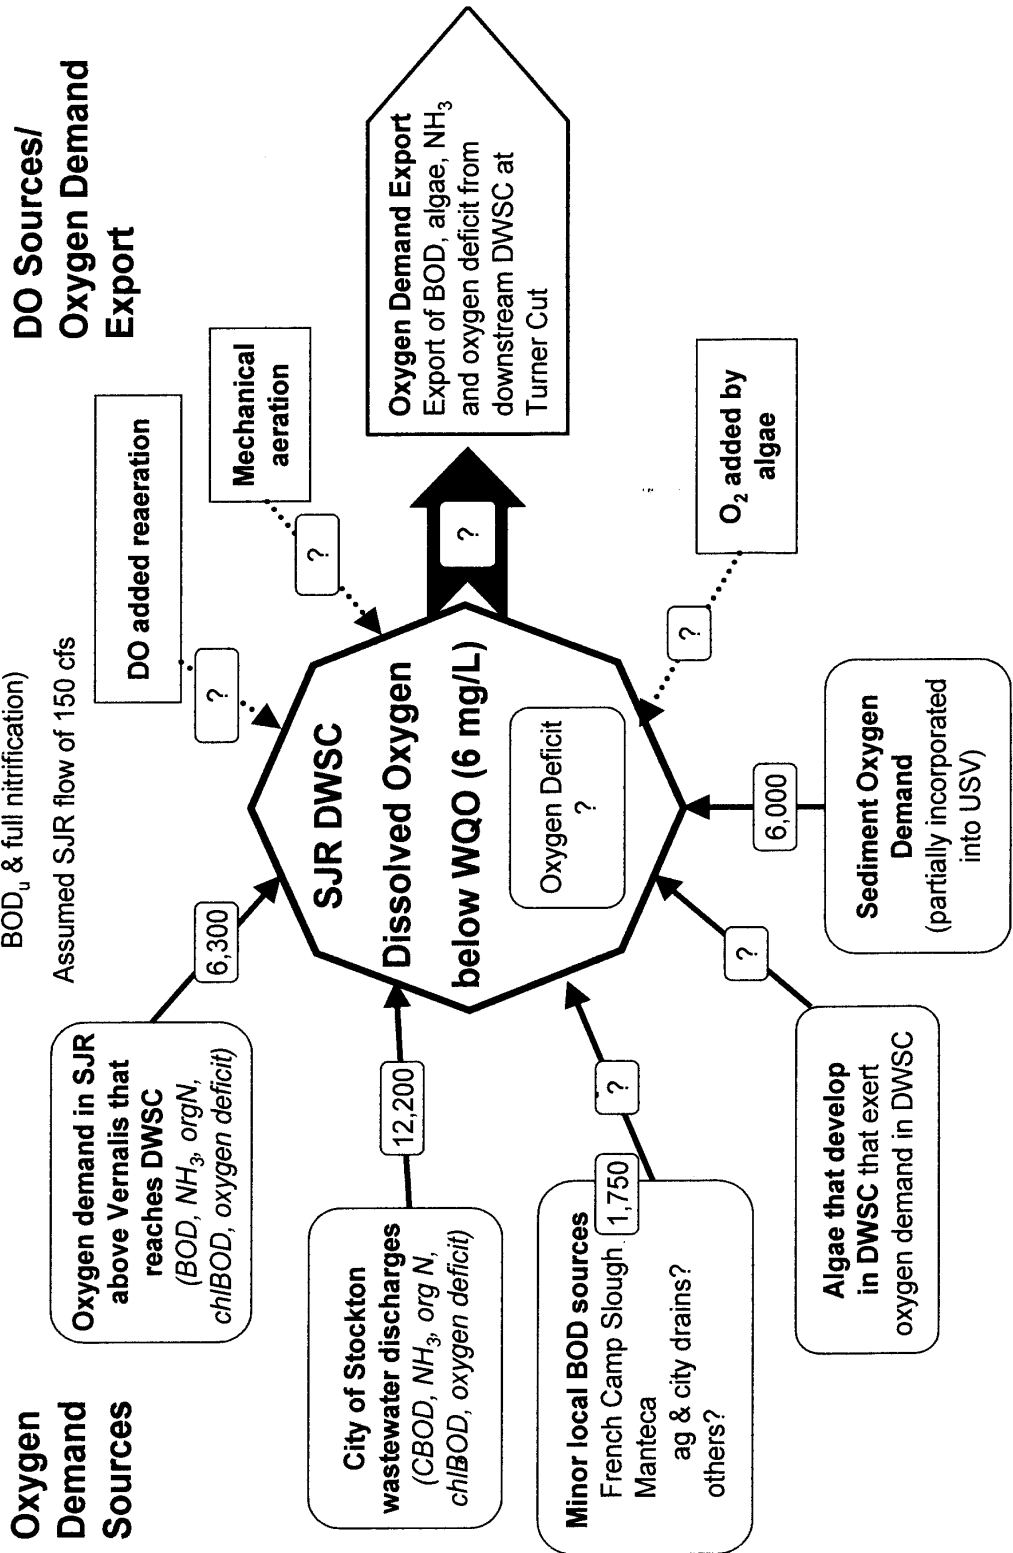 BODu & full nitrification)
Assumed SJR flow of 150 cfs
Oxygen
Demand
Sources
DO Sources/
Oxygen Demand
Export
Oxygen demand in SJR
above Vernalis that
reaches DWSC
(BOD, NH3, orgN,
chlBOD, oxygen deficit)
6,300
City of Stockton
wastewater discharges
(CBOD, NH3, org N,
chlBOD, oxygen deficit)
12,200
Minor local BOD sources
French Camp Slough 1,750
Manteca
ag & city drains?
others?
?
Algae that develop
in DWSC that exert
oxygen demand in DWSC
?
Sediment Oxygen
Demand
(partially incorporated
into USV)
6,000
SJR DWSC
Dissolved Oxygen
below WQO (6 mg/L)
Oxygen Deficit
?
DO added reaeration
?
Mechanical
aeration
?
?
Oxygen Demand Export
Export of BOD, algae, NH3
and oxygen deficit from
downstream DWSC at
Turner Cut
O2 added by
algae
?